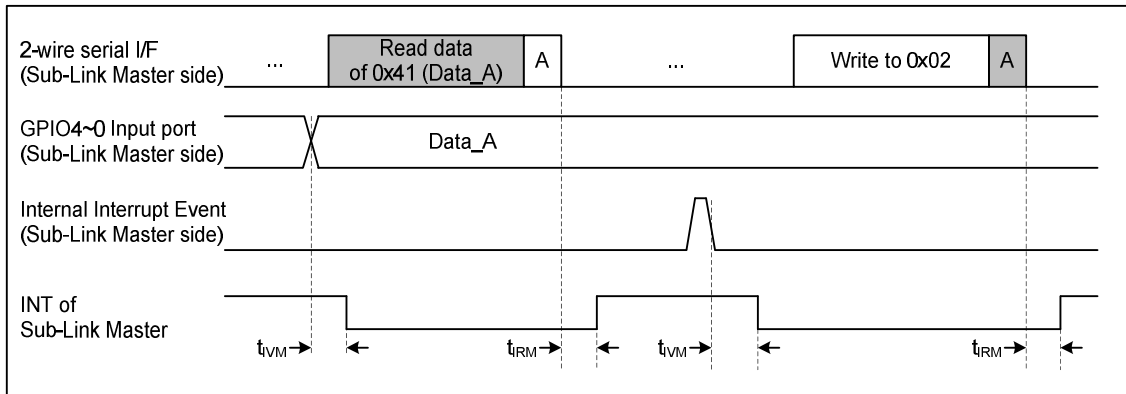 2-wire serial I/F
(Sub-Link Master side)
...
Read data
of 0x41 (Data_A)
A
...
Write to 0x02
A
GPIO4~0 Input port
(Sub-Link Master side)
Data_A
Internal Interrupt Event
(Sub-Link Master side)
INT of
Sub-Link Master
tIVM
tIRM
tIVM
tIRM